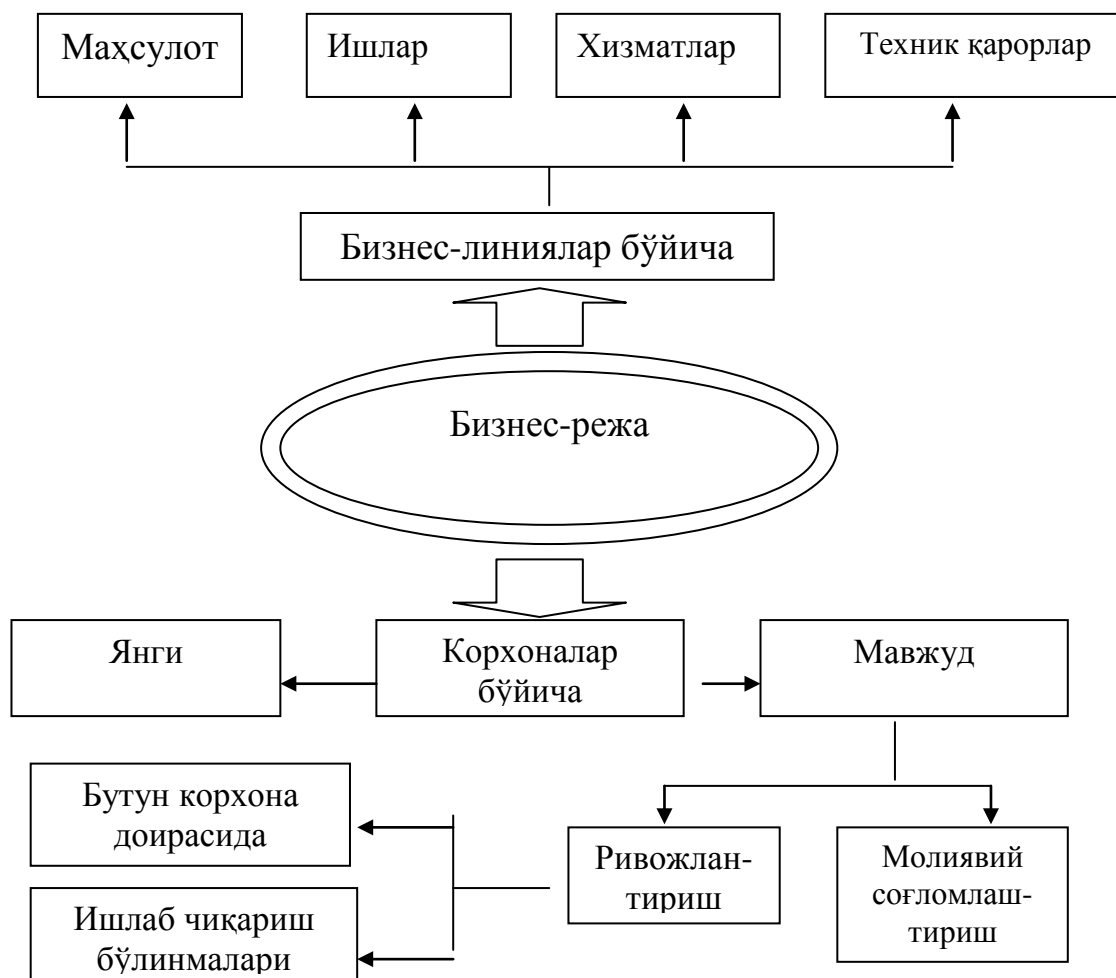 Маҳсулот
Ишлар
Хизматлар
Техник қарорлар
Бизнес-линиялар бўйича
Бизнес-режа
Янги
Корхоналар
бўйича
Мавжуд
Бутун корхона
доирасида
Ривожлан-
тириш
Молиявий
соғломлаш-
тириш
Ишлаб чиқариш
бўлинмалари